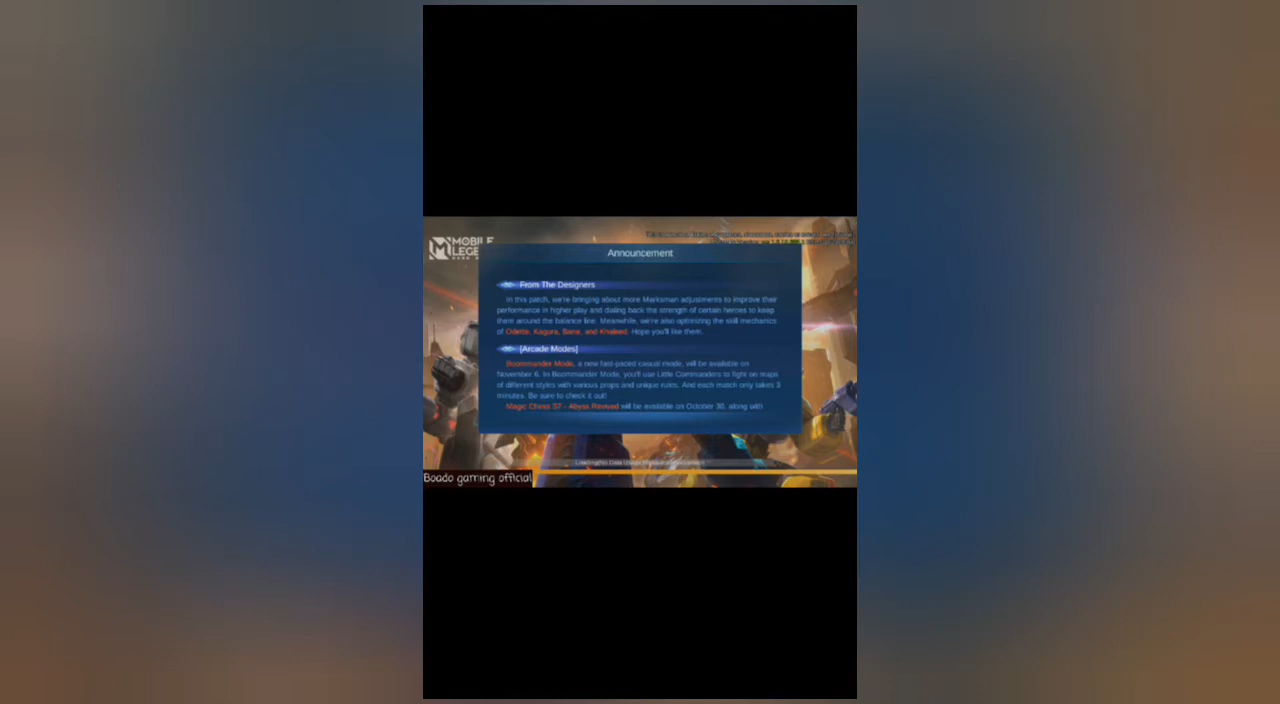 MOBILE
LEGE
Announcement
From The Designers
In this patch, we're bringing about more Marksman adjustments to improve their
performance in higher play and dialing back the strength of certain heroes to keep
them around the balance line. Meanwhile, we're also optimizing the skill mechanics
of Odette, Kagura, Bane, and Khaleed. Hope you'll like them.
[Arcade Modes]
Boommander Mode, a new fast-paced casual mode, will be available on
November 6. In Boommander Mode, you'll use Little Commanders to fight on maps
of different styles with various props and unique rules. And each match only takes 3
minutes. Be sure to check it out!
Magic Chess S7 - Abyss Revived will be available on October 30, along with
Boado gaming official